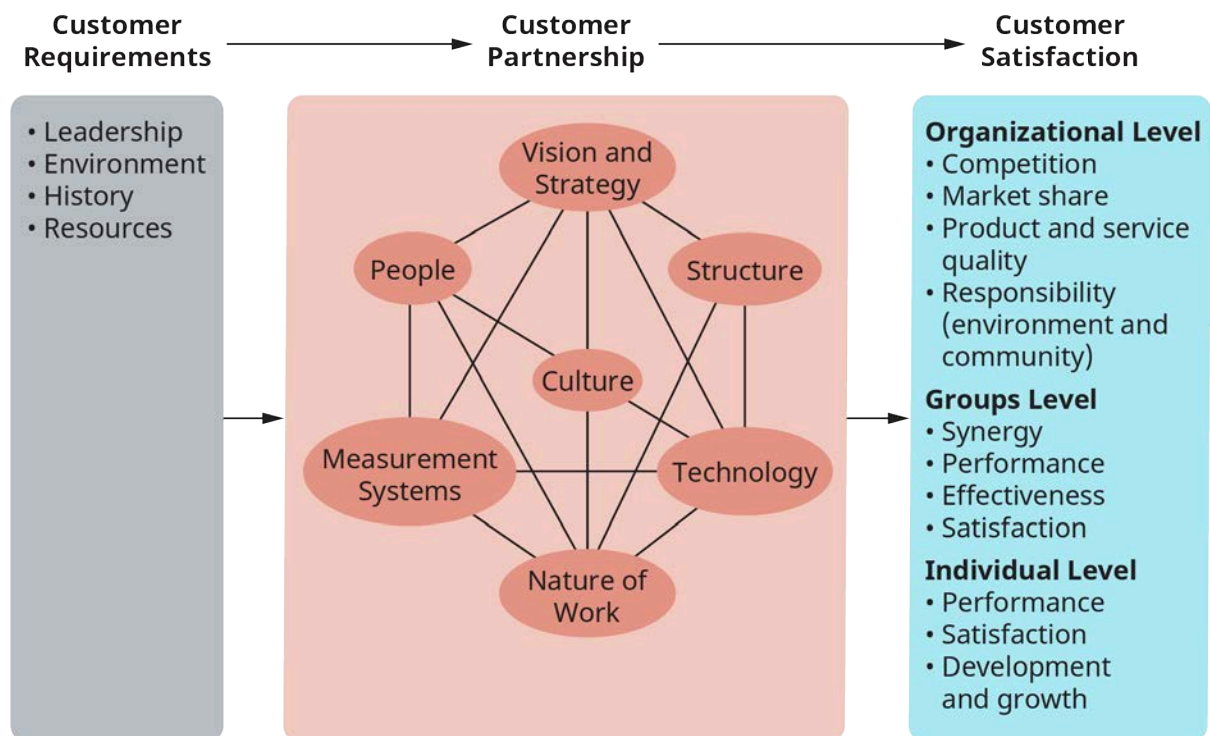 Customer
Requirements
Customer
Partnership
Customer
Satisfaction
• Leadership
• Environment
• History
• Resources
Vision and
Strategy
People
Structure
Culture
Measurement
Systems
Technology
Nature of
Work
Organizational Level
• Competition
• Market share
• Product and service
quality
• Responsibility
(environment and
community)
Groups Level
• Synergy
• Performance
• Effectiveness
• Satisfaction
Individual Level
• Performance
• Satisfaction
• Development
and growth